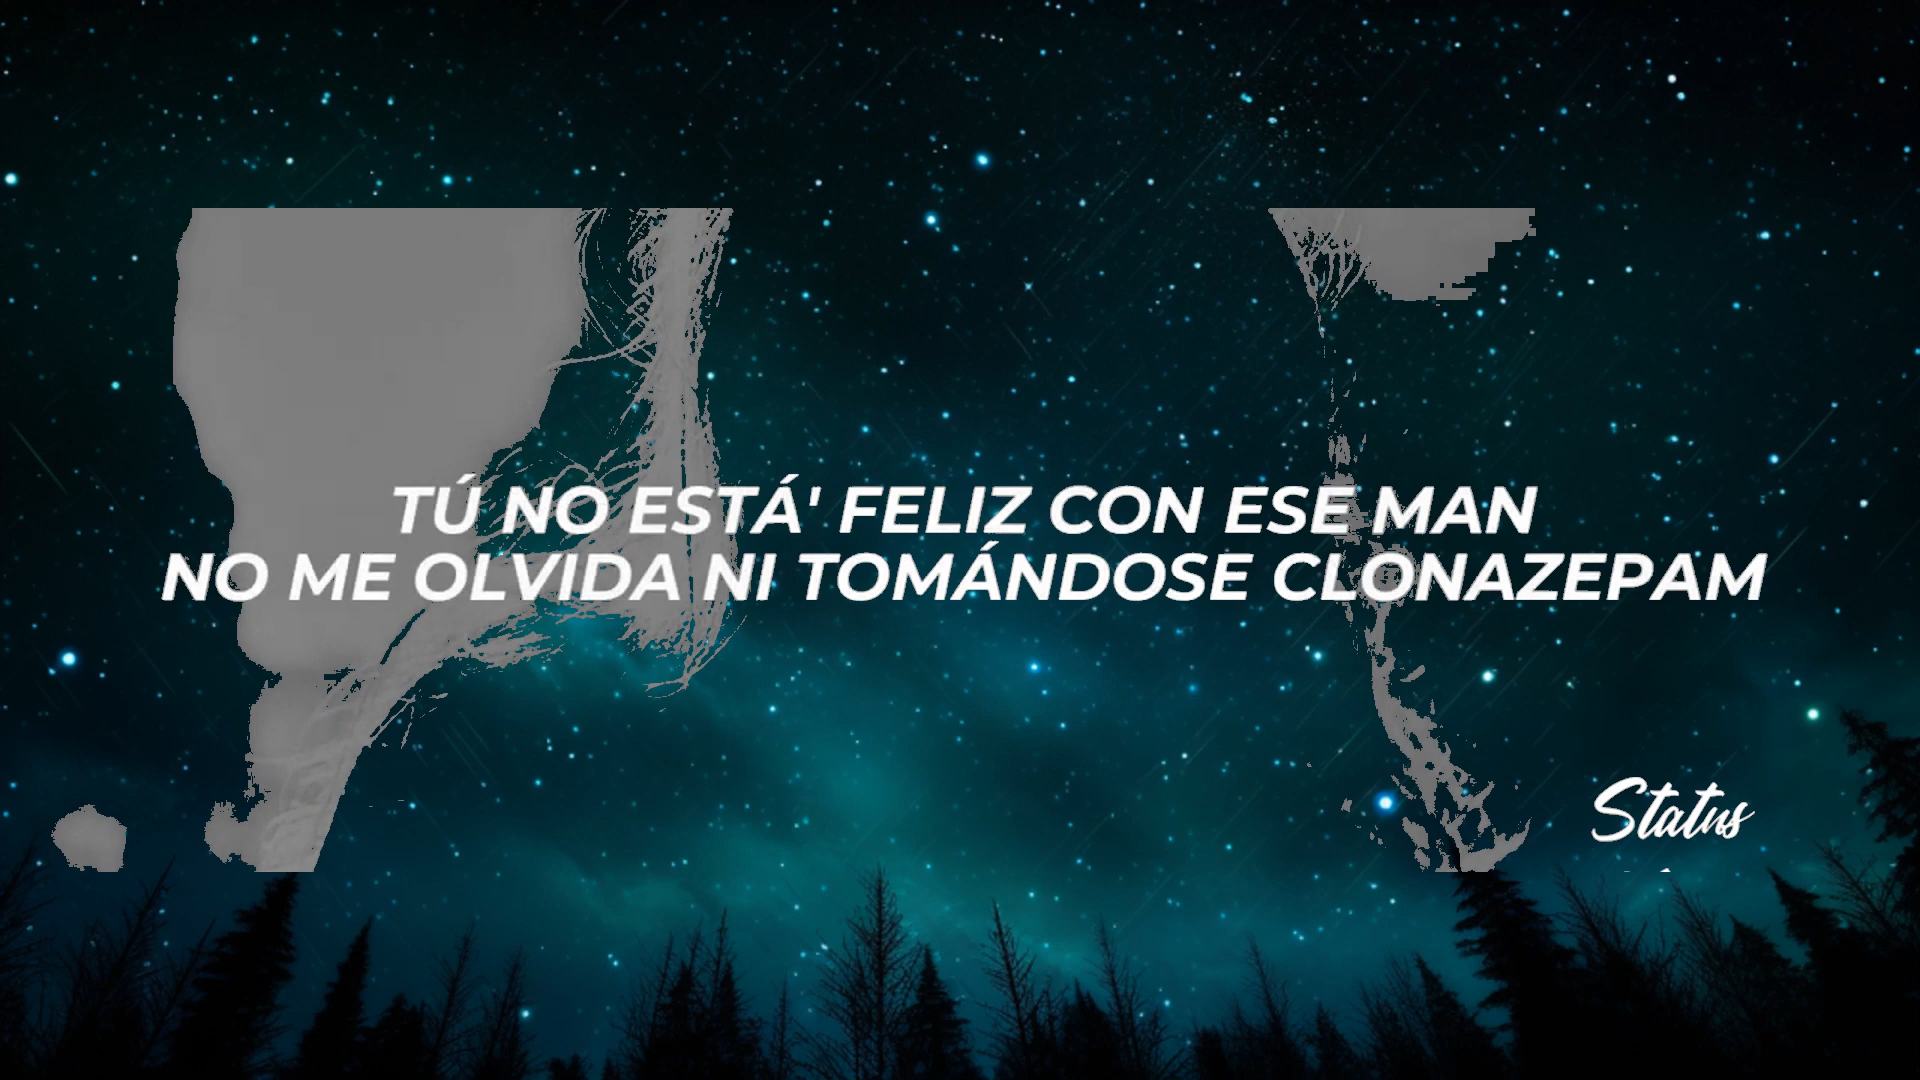 TÚ NO ESTÁ' FELIZ CON ESE MAN
NO ME OLVIDA NI TOMÁNDOSE CLONAZEPAM
Status